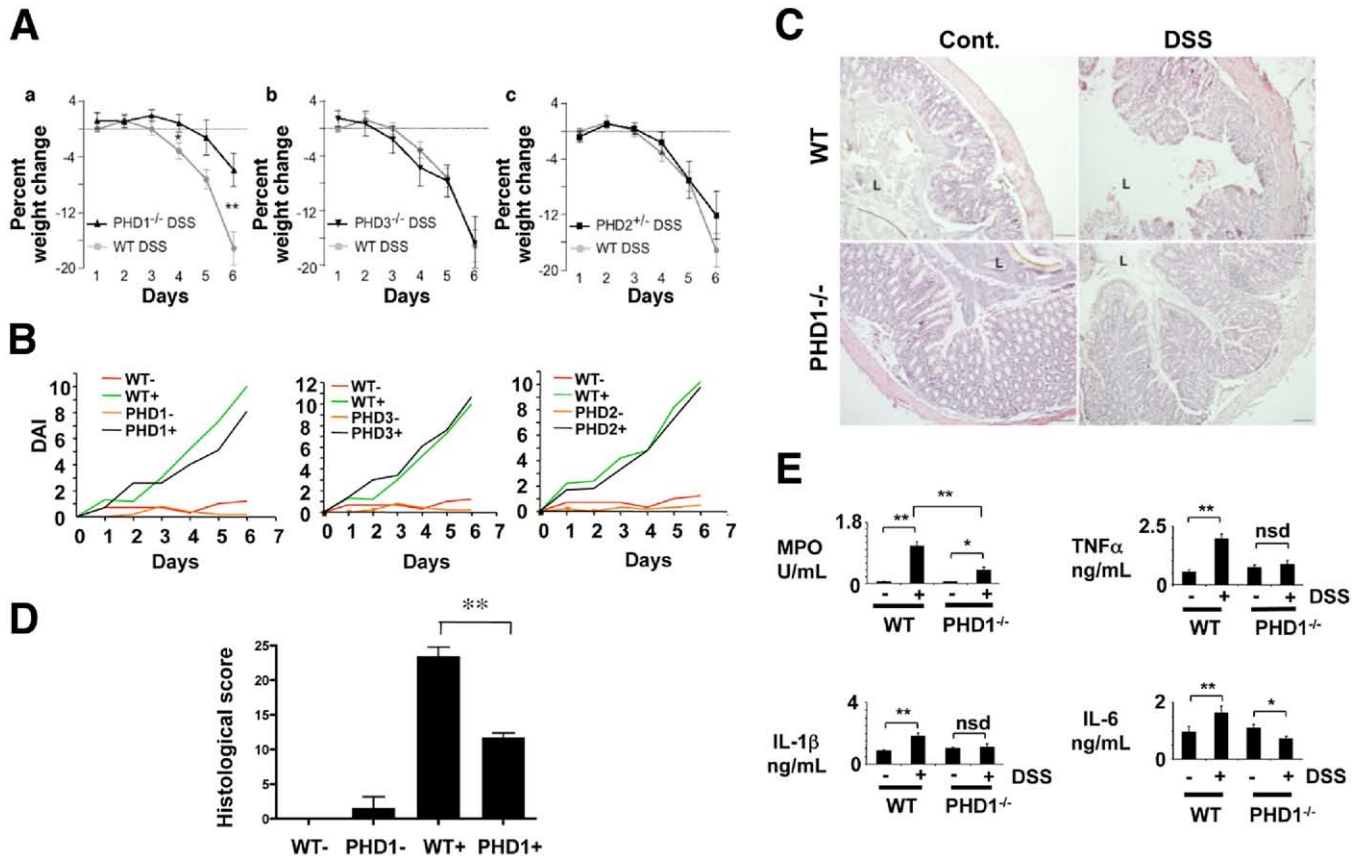 A
a
4
-4
-12
-20
Percent
weight change
*
**
PHD1-/- DSS
WT DSS
1 2 3 4 5 6
Days
b
4
-4
-12
-20
Percent
weight change
PHD3-/- DSS
WT DSS
1 2 3 4 5 6
Days
c
4
-4
-12
-20
Percent
weight change
PHD2+/- DSS
WT DSS
1 2 3 4 5 6
Days
B
DAI
10
8
6
4
2
0
WT-
WT+
PHD1-
PHD1+
0 1 2 3 4 5 6 7
Days
12
10
8
6
4
2
0
WT-
WT+
PHD3-
PHD3+
0 1 2 3 4 5 6 7
Days
10
8
6
4
2
0
WT-
WT+
PHD2-
PHD2+
0 1 2 3 4 5 6 7
Days
C
Cont. DSS
WT
L
L
PHD1-/-
L
L
D
**
Histological score
25
20
15
10
5
0
WT- PHD1- WT+ PHD1+
E
MPO
U/mL
1.8
0
**
**
*
- + - +
WT PHD1-/-
TNFα
ng/mL
2.5
0
**
nsd
- + - + DSS
WT PHD1-/-
IL-1β
ng/mL
4
0
**
nsd
- + - + DSS
WT PHD1-/-
IL-6
ng/mL
2
0
**
*
- + - + DSS
WT PHD1-/-